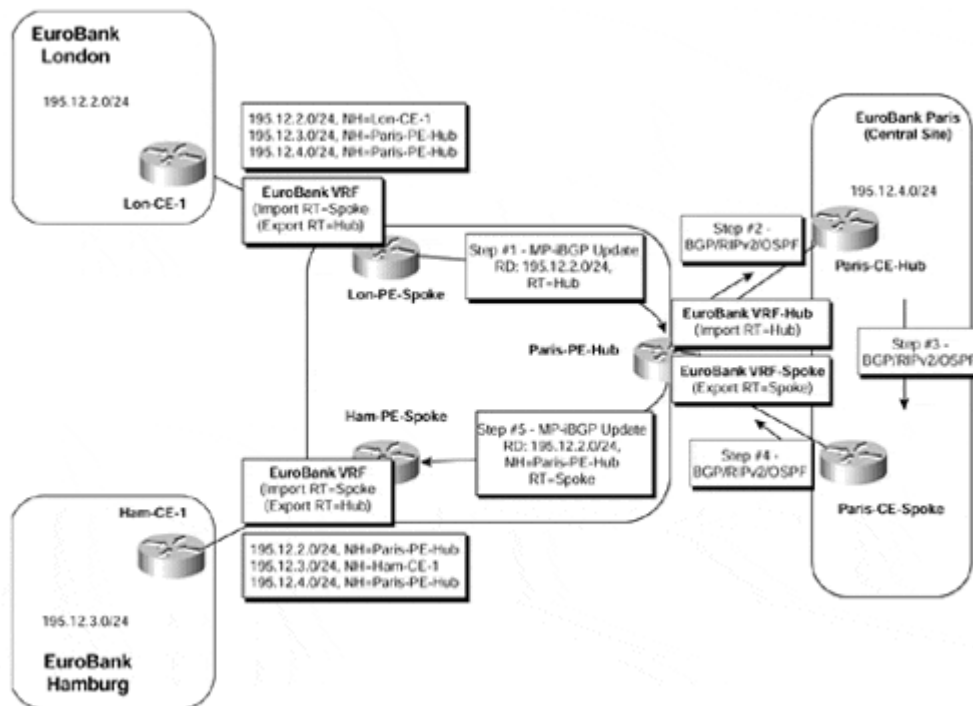 EuroBank
London
195.12.2.0/24
Lon-CE-1
195.12.2.0/24, NH=Lon-CE-1
195.12.3.0/24, NH=Paris-PE-Hub
195.12.4.0/24, NH=Paris-PE-Hub
EuroBank VRF
(Import RT=Spoke
(Export RT=Hub)
Lon-PE-Spoke
Step #1 - MP-iBGP Update
RD: 195.12.2.0/24,
RT=Hub
Step #2 -
BGP/RIPv2/OSPF
EuroBank Paris
(Central Site)
195.12.4.0/24
Paris-CE-Hub
Paris-PE-Hub
EuroBank VRF-Hub
(Import RT=Hub)
EuroBank VRF-Spoke
(Export RT=Spoke)
Step #3 -
BGP/RIPv2/OSPF
Ham-PE-Spoke
Step #5 - MP-iBGP Update
RD: 195.12.2.0/24,
NH=Paris-PE-Hub
RT=Spoke
Step #4 -
BGP/RIPv2/OSPF
Paris-CE-Spoke
EuroBank VRF
(Import RT=Spoke
(Export RT=Hub)
Ham-CE-1
195.12.2.0/24, NH=Paris-PE-Hub
195.12.3.0/24, NH=Ham-CE-1
195.12.4.0/24, NH=Paris-PE-Hub
195.12.3.0/24
EuroBank
Hamburg